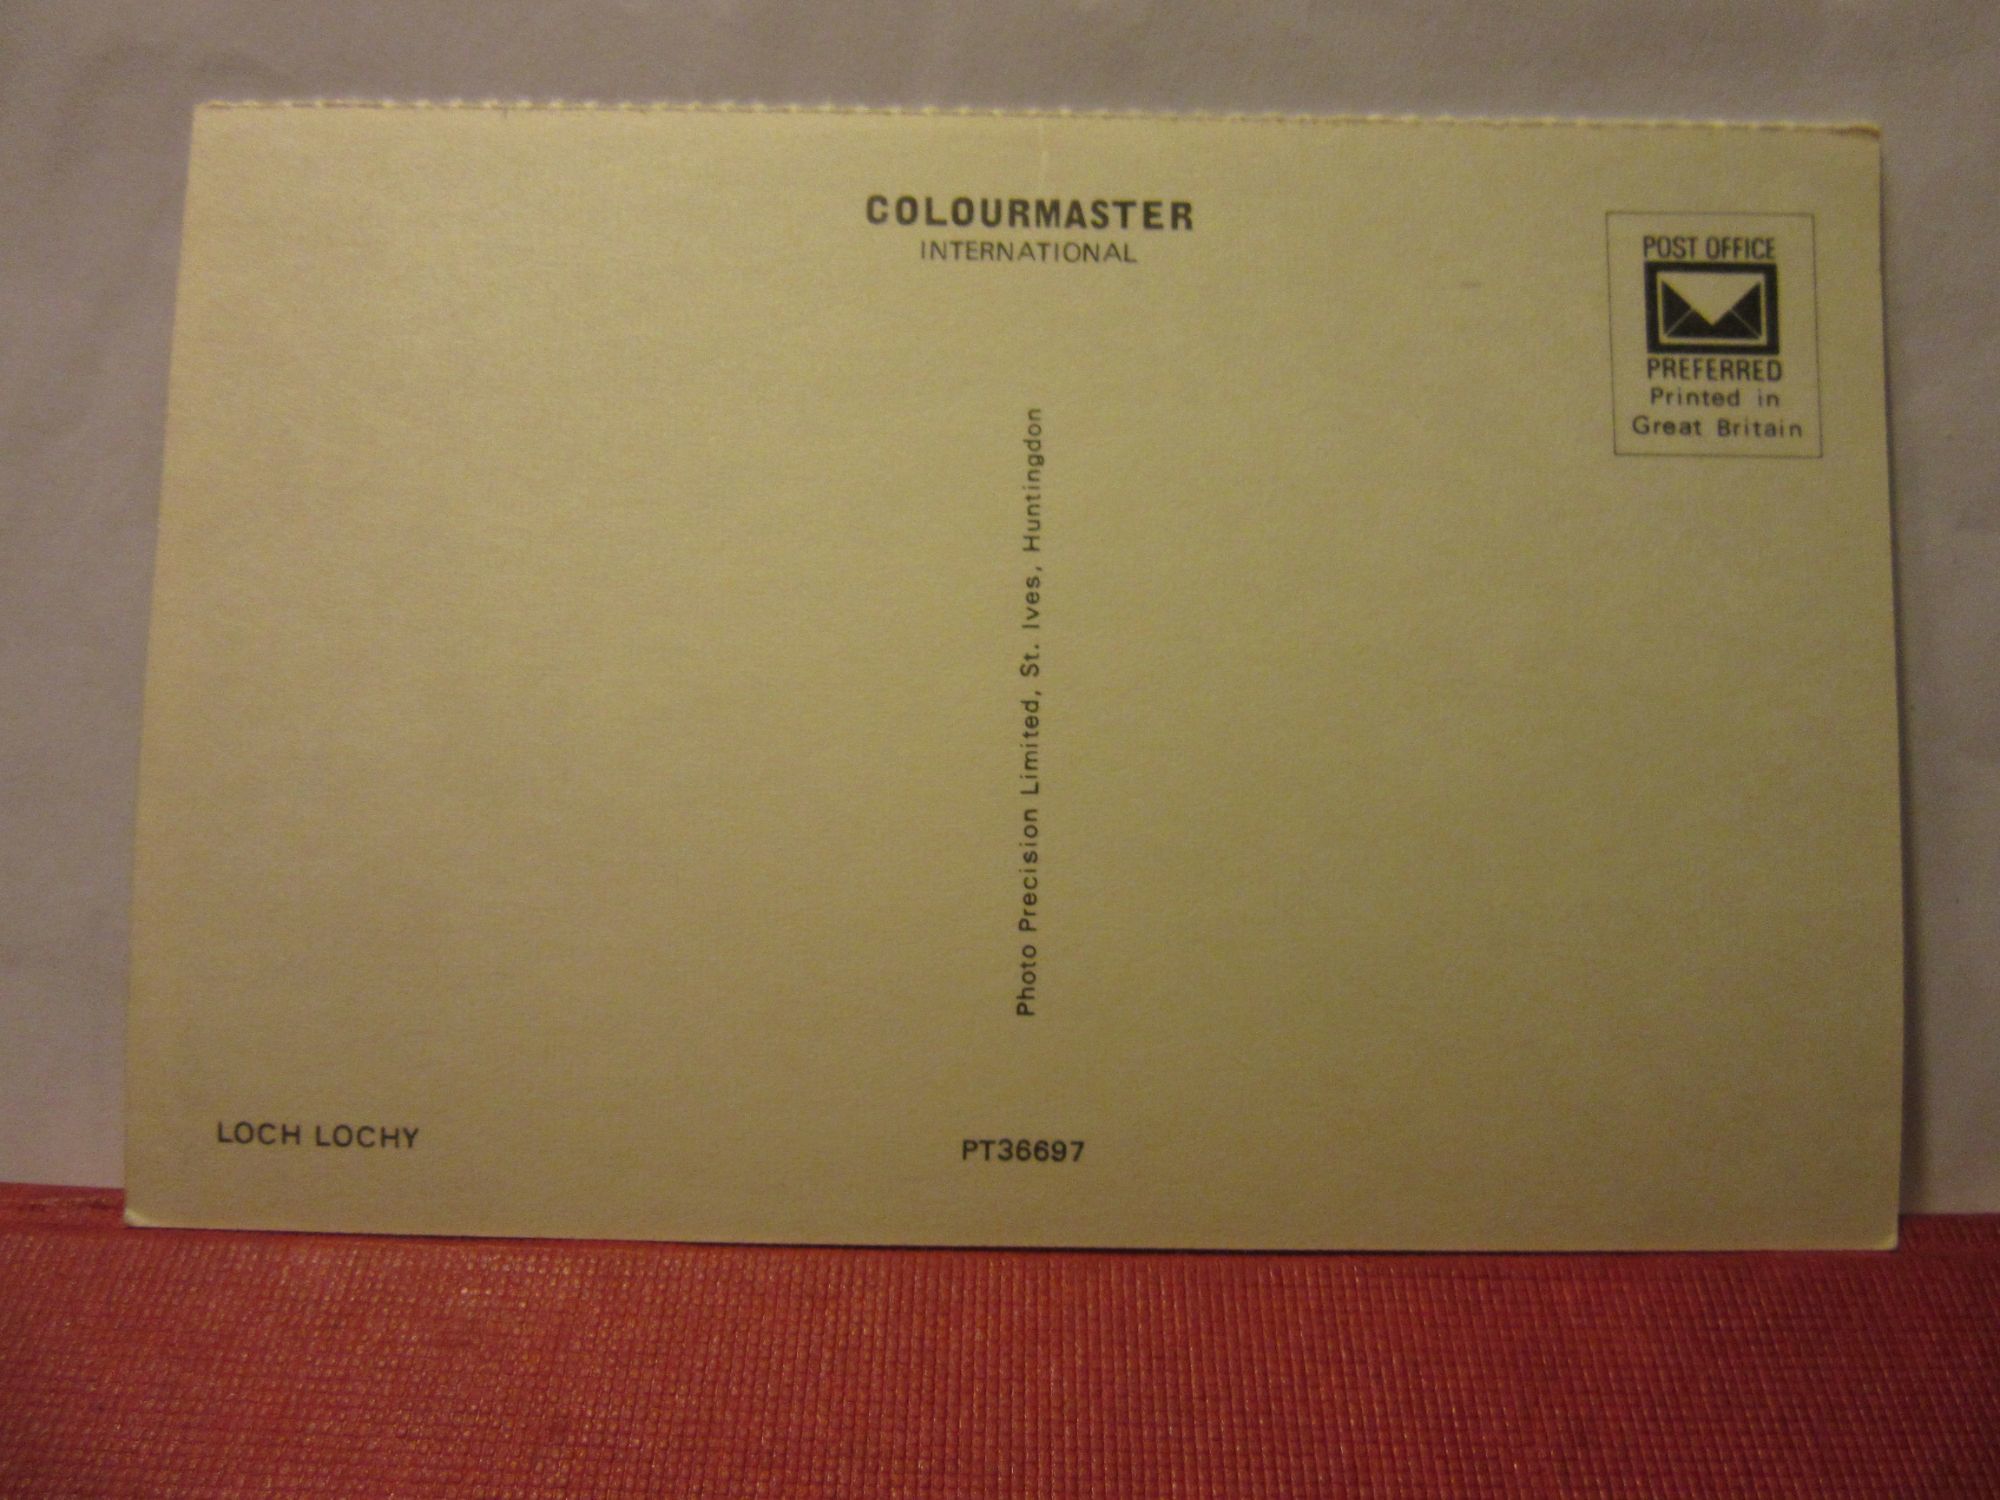 COLOURMASTER
INTERNATIONAL
POST OFFICE
PREFERRED
Printed in
Great Britain
Photo Precision Limited, St. Ives, Huntingdon
LOCH LOCHY
PT36697